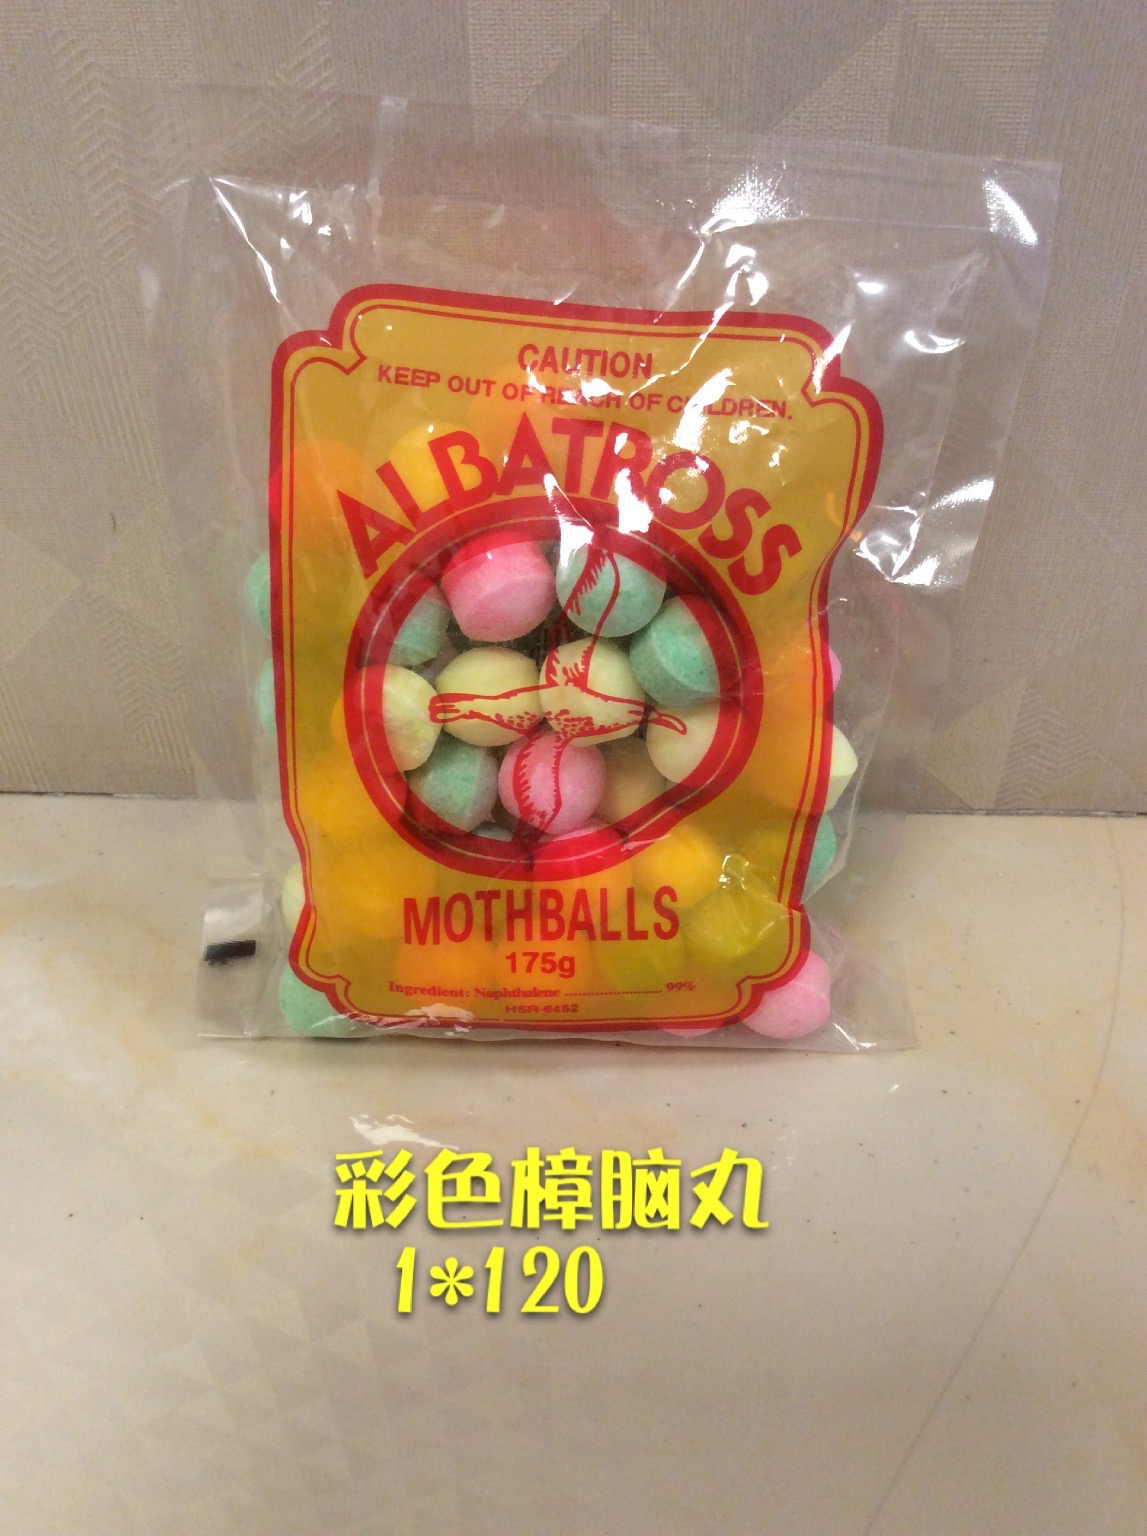 CAUTION
KEEP OUT OF REACH OF CHILDREN.
ALBATROSS
MOTHBALLS
175g
Ingredient: Naphthalene ........................ 99%
HSR-6452
彩色樟脑丸
1*120